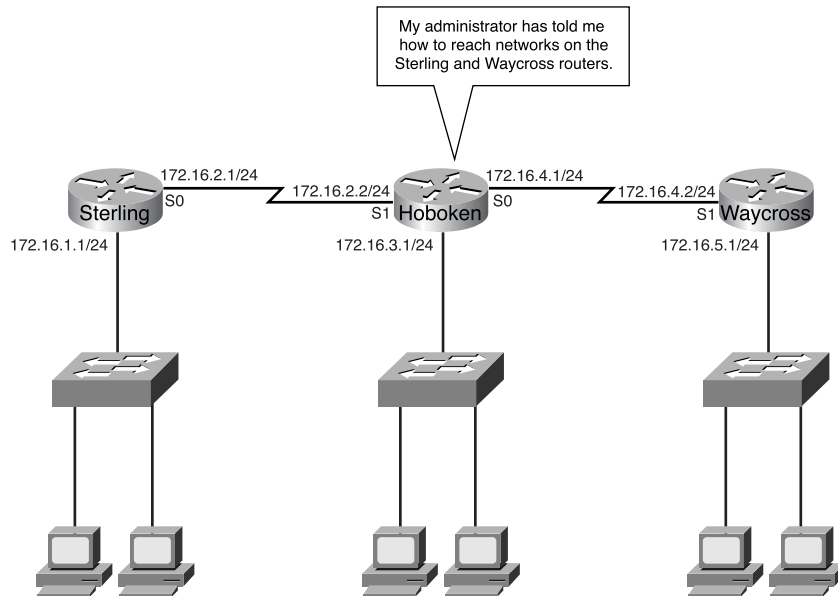 My administrator has told me
how to reach networks on the
Sterling and Waycross routers.
172.16.2.1/24
172.16.4.1/24
172.16.2.2/24
172.16.4.2/24
Sterling
S0
S1
Hoboken
S0
S1
Waycross
172.16.1.1/24
172.16.3.1/24
172.16.5.1/24